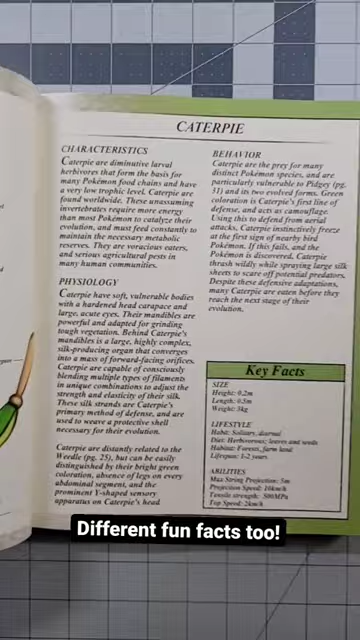 CATERPIE
CHARACTERISTICS
Caterpie are diminutive larval
herbivores that form the basis for
many Pokémon food chains and have
a very low trophic level. Caterpie are
found worldwide. These unassuming
invertebrates require more energy
than most Pokémon to catalyze their
evolution, and must feed constantly to
maintain the necessary metabolic
reserves. They are voracious eaters,
and serious agricultural pests in
many human communities.
PHYSIOLOGY
Caterpie have soft, vulnerable bodies
with a hardened head carapace and
large, acute eyes. Their mandibles are
powerful and adapted for grinding
tough vegetation. Behind Caterpie's
mandibles is a large, highly complex,
silk-producing organ that converges
into a mass of forward-facing orifices.
Caterpie are capable of consciously
blending multiple types of filaments
in unique combinations to adjust the
strength and elasticity of their silk.
These silk strands are Caterpie's
primary method of defense, and are
used to weave a protective shell
necessary for their evolution.
Caterpie are distantly related to the
Weedle (pg. 25), but can be easily
distinguished by their bright green
coloration, absence of legs on every
abdominal segment, and the
prominent Y-shaped sensory
apparatus on Caterpie's head
BEHAVIOR
Caterpie are the prey for many
distinct Pokémon species, and are
particularly vulnerable to Pidgey (pg.
31) and its two evolved forms. Green
coloration is Caterpie's first line of
defense, and acts as camouflage.
Using this to defend from aerial
attacks, Caterpie instinctively freeze
at the first sign of nearby bird
Pokémon. If this fails, and the
Pokémon is discovered, Caterpie
thrash wildly while spraying large silk
sheets to scare off potential predators.
Despite these defensive adaptations,
many Caterpie are eaten before they
reach the next stage of their
evolution.
Key Facts
SIZE
Height: 0.2m
Length: 0.5m
Weight: 3kg
LIFESTYLE
Habit: Solitary, diurnal
Diet: Herbivorous; leaves and seeds
Habitat: Forests, farm land
Lifespan: 1-2 years
ABILITIES
Max String Projection: 5m
Projection Speed: 16km/h
Tensile strength: 500MPa
Top Speed: 2km/h
Different fun facts too!